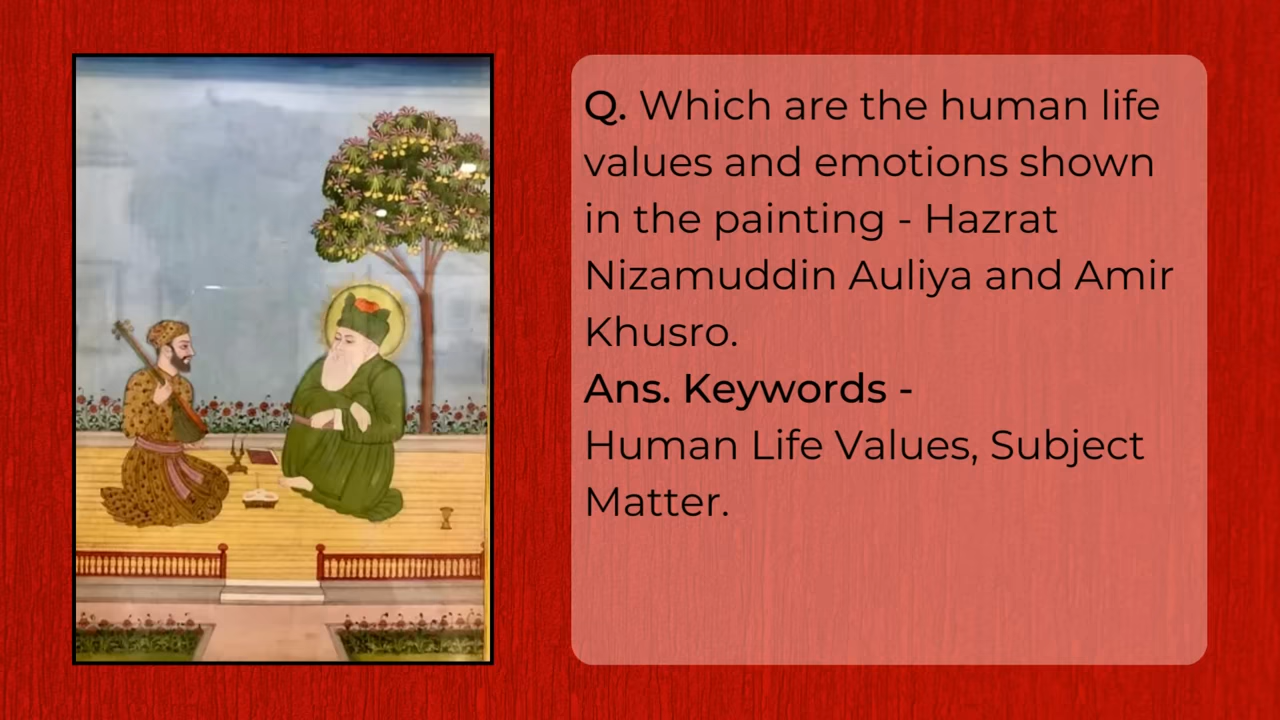 Q. Which are the human life
values and emotions shown
in the painting - Hazrat
Nizamuddin Auliya and Amir
Khusro.
Ans. Keywords -
Human Life Values, Subject
Matter.